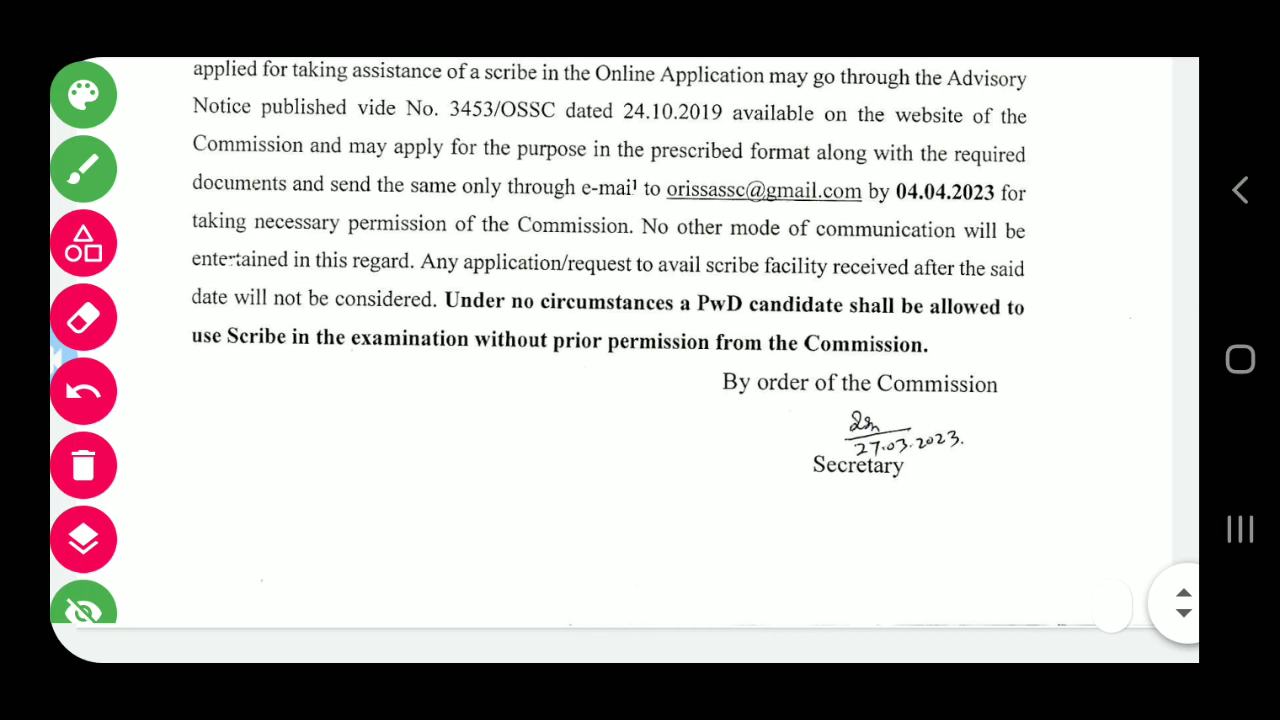 applied for taking assistance of a scribe in the Online Application may go through the Advisory
Notice published vide No. 3453/OSSC dated 24.10.2019 available on the website of the
Commission and may apply for the purpose in the prescribed format along with the required
documents and send the same only through e-mail to orissassc@gmail.com by 04.04.2023 for
taking necessary permission of the Commission. No other mode of communication will be
entertained in this regard. Any application/request to avail scribe facility received after the said
date will not be considered. Under no circumstances a PwD candidate shall be allowed to
use Scribe in the examination without prior permission from the Commission.
By order of the Commission
27.03.2023.
Secretary